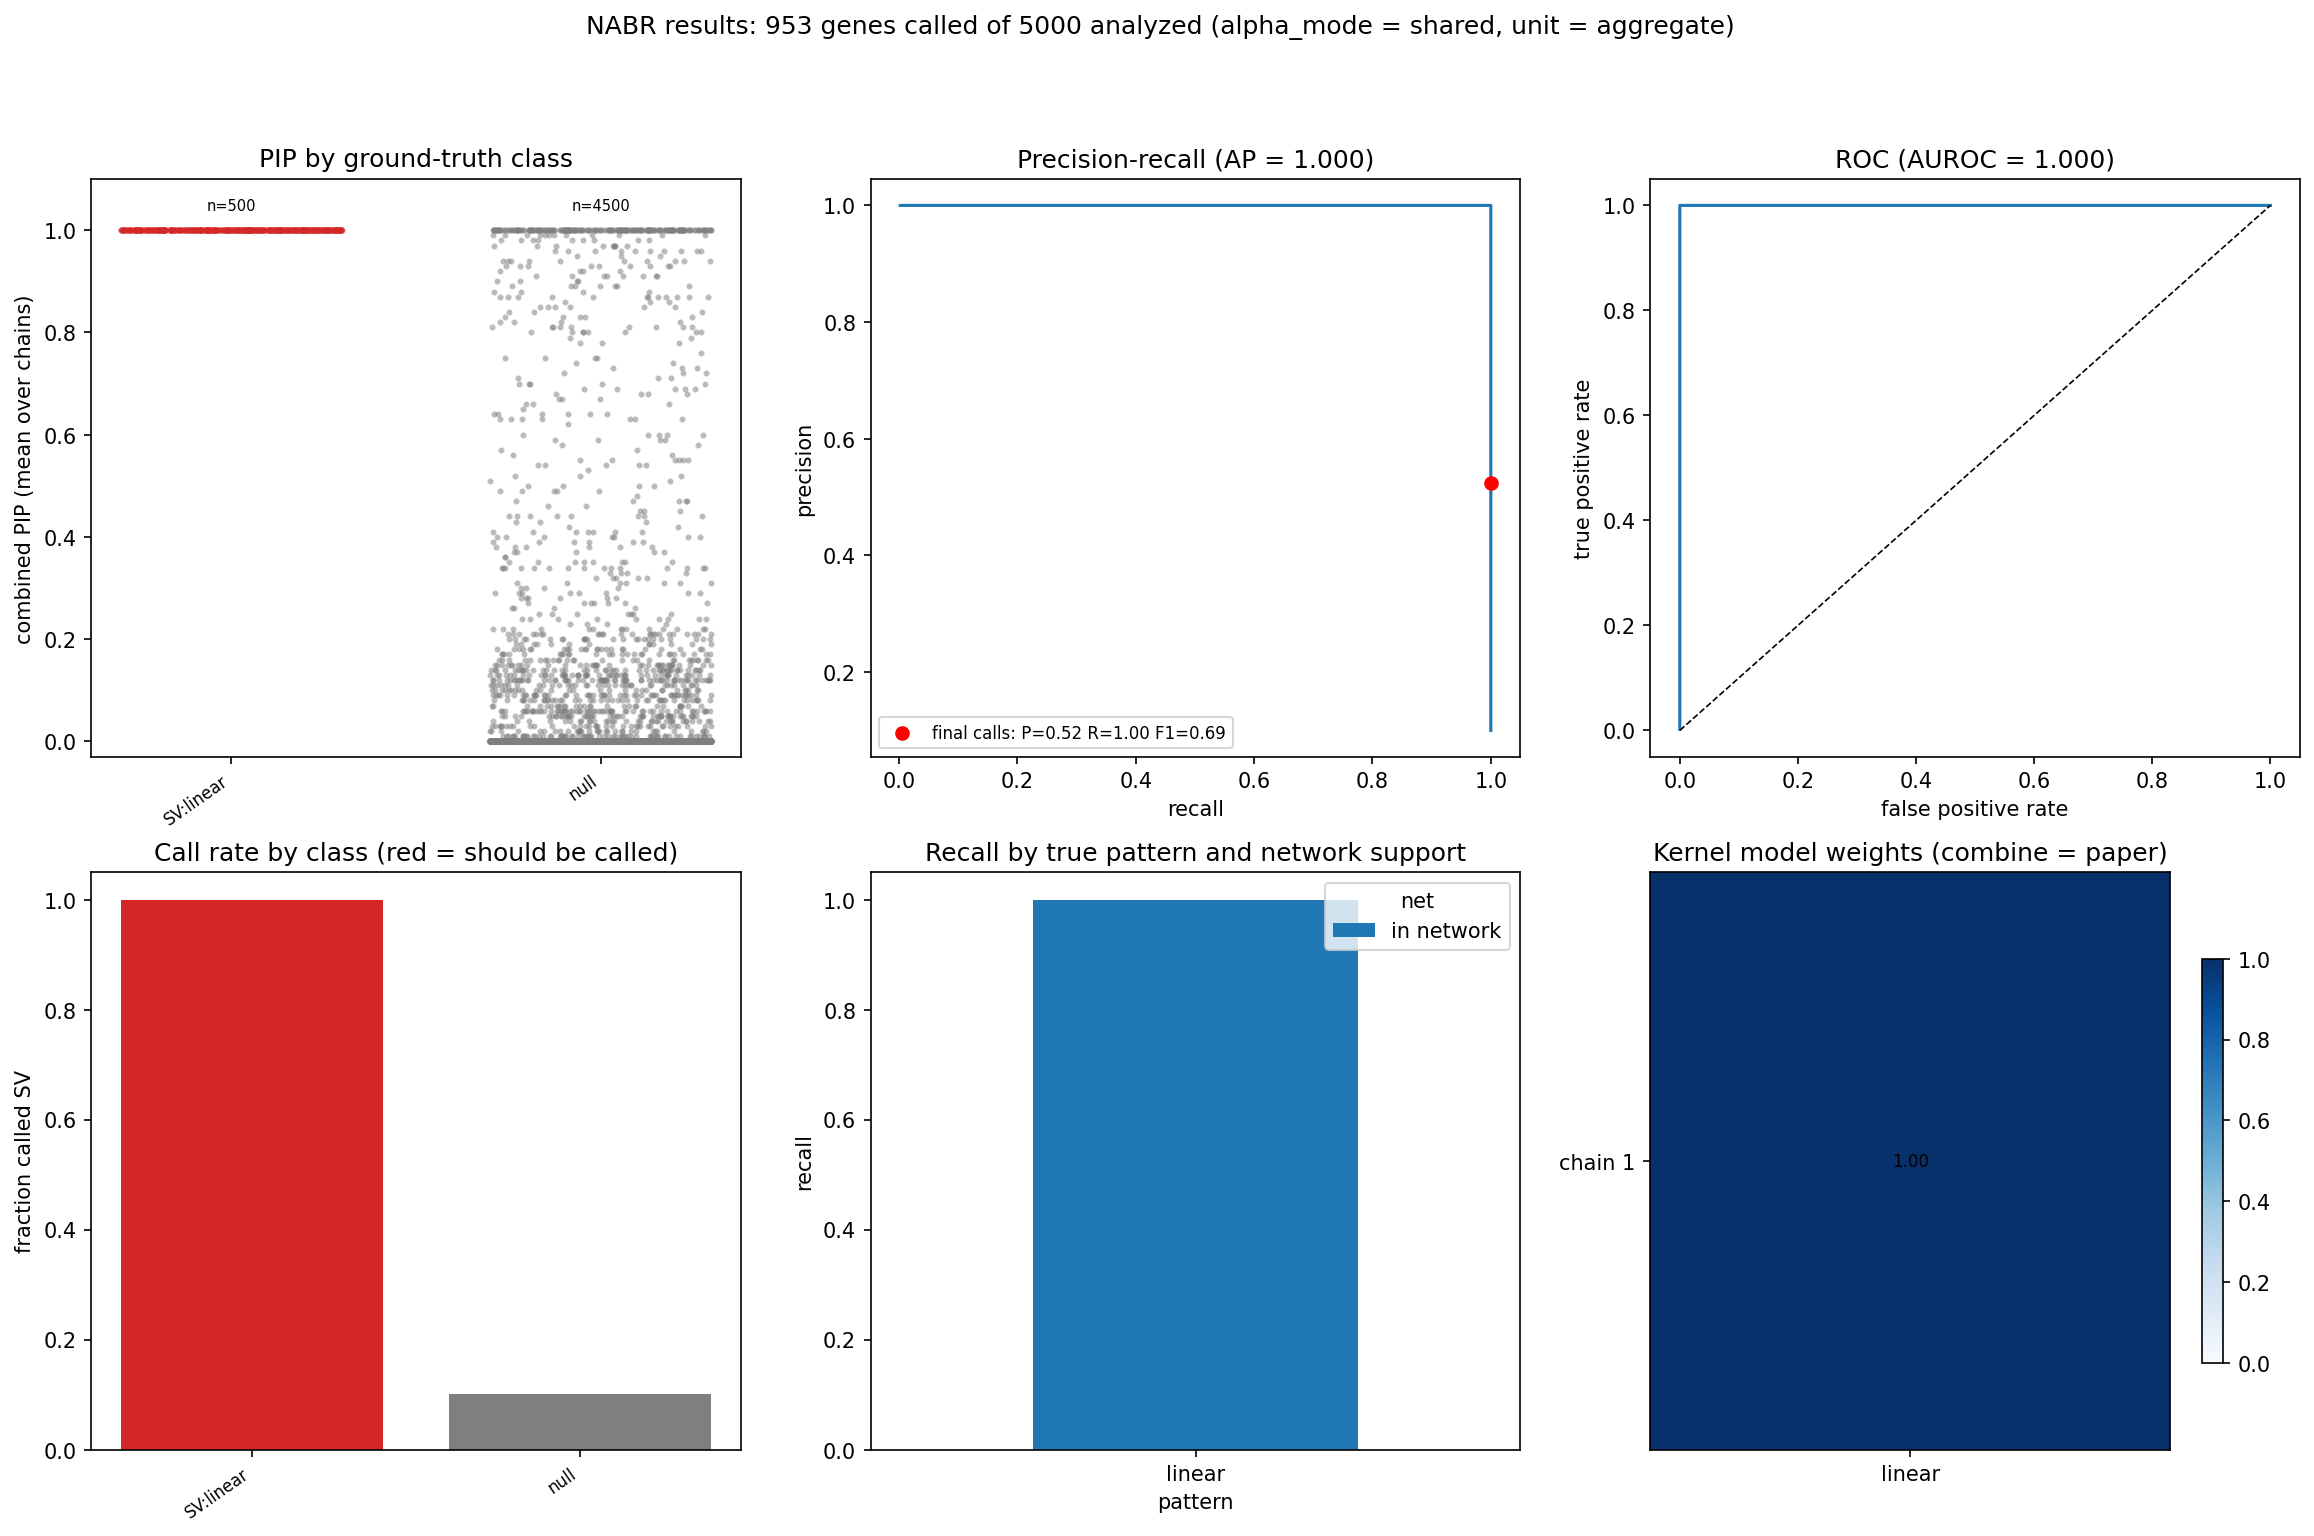 NABR results: 953 genes called of 5000 analyzed (alpha_mode = shared, unit = aggregate)
PIP by ground-truth class
n=500
n=4500
1.0
0.8
0.6
0.4
0.2
0.0
combined PIP (mean over chains)
SV:linear
null
Precision-recall (AP = 1.000)
1.0
0.8
0.6
0.4
0.2
precision
final calls: P=0.52 R=1.00 F1=0.69
0.0
0.2
0.4
0.6
0.8
1.0
recall
ROC (AUROC = 1.000)
1.0
0.8
0.6
0.4
0.2
0.0
true positive rate
0.0
0.2
0.4
0.6
0.8
1.0
false positive rate
Call rate by class (red = should be called)
1.0
0.8
0.6
0.4
0.2
0.0
fraction called SV
SV:linear
null
Recall by true pattern and network support
net
in network
1.0
0.8
0.6
0.4
0.2
0.0
recall
linear
pattern
Kernel model weights (combine = paper)
chain 1
1.00
linear
1.0
0.8
0.6
0.4
0.2
0.0